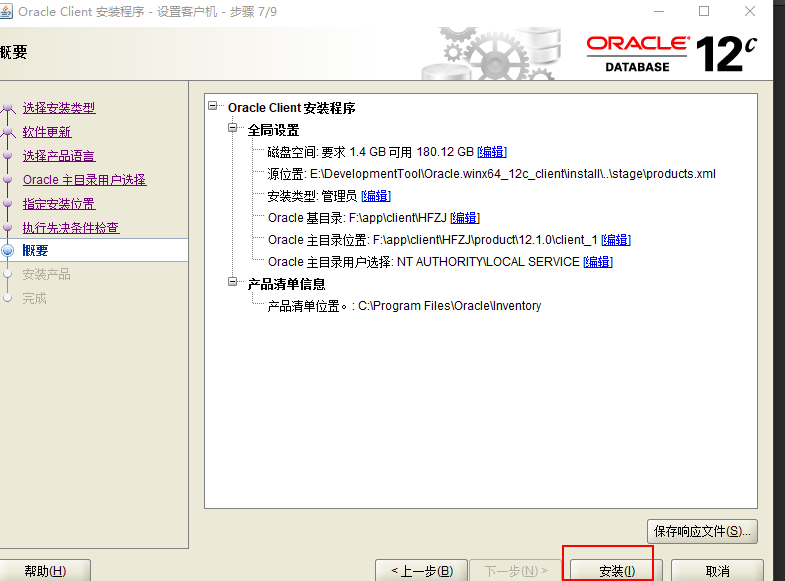 Oracle Client 安装程序 - 设置客户机 - 步骤 7/9
概要
ORACLE®
DATABASE
12c
选择安装类型
软件更新
选择产品语言
Oracle 主目录用户选择
指定安装位置
执行先决条件检查
概要
安装产品
完成
Oracle Client 安装程序
全局设置
磁盘空间: 要求 1.4 GB 可用 180.12 GB [编辑]
源位置: E:\DevelopmentTool\Oracle.winx64_12c_client\install\..\stage\products.xml
安装类型: 管理员 [编辑]
Oracle 基目录: F:\app\client\HFZJ [编辑]
Oracle 主目录位置: F:\app\client\HFZJ\product\12.1.0\client_1 [编辑]
Oracle 主目录用户选择: NT AUTHORITY\LOCAL SERVICE [编辑]
产品清单信息
产品清单位置。: C:\Program Files\Oracle\Inventory
保存响应文件(S)...
帮助(H)
< 上一步(B)
下一步(N) >
安装(I)
取消